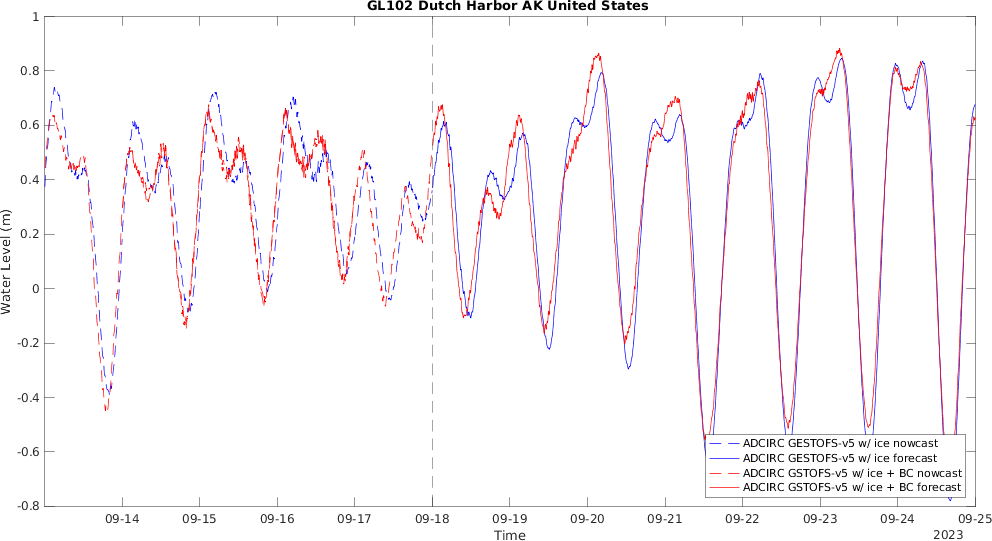 GL102 Dutch Harbor AK United States
1
0.8
0.6
0.4
0.2
0
-0.2
-0.4
-0.6
-0.8
Water Level (m)
ADCIRC GESTOFS-v5 w/ ice nowcast
ADCIRC GESTOFS-v5 w/ ice forecast
ADCIRC GSTOFS-v5 w/ ice + BC nowcast
ADCIRC GSTOFS-v5 w/ ice + BC forecast
09-14 09-15 09-16 09-17 09-18 09-19 09-20 09-21 09-22 09-23 09-24 09-25
Time
2023